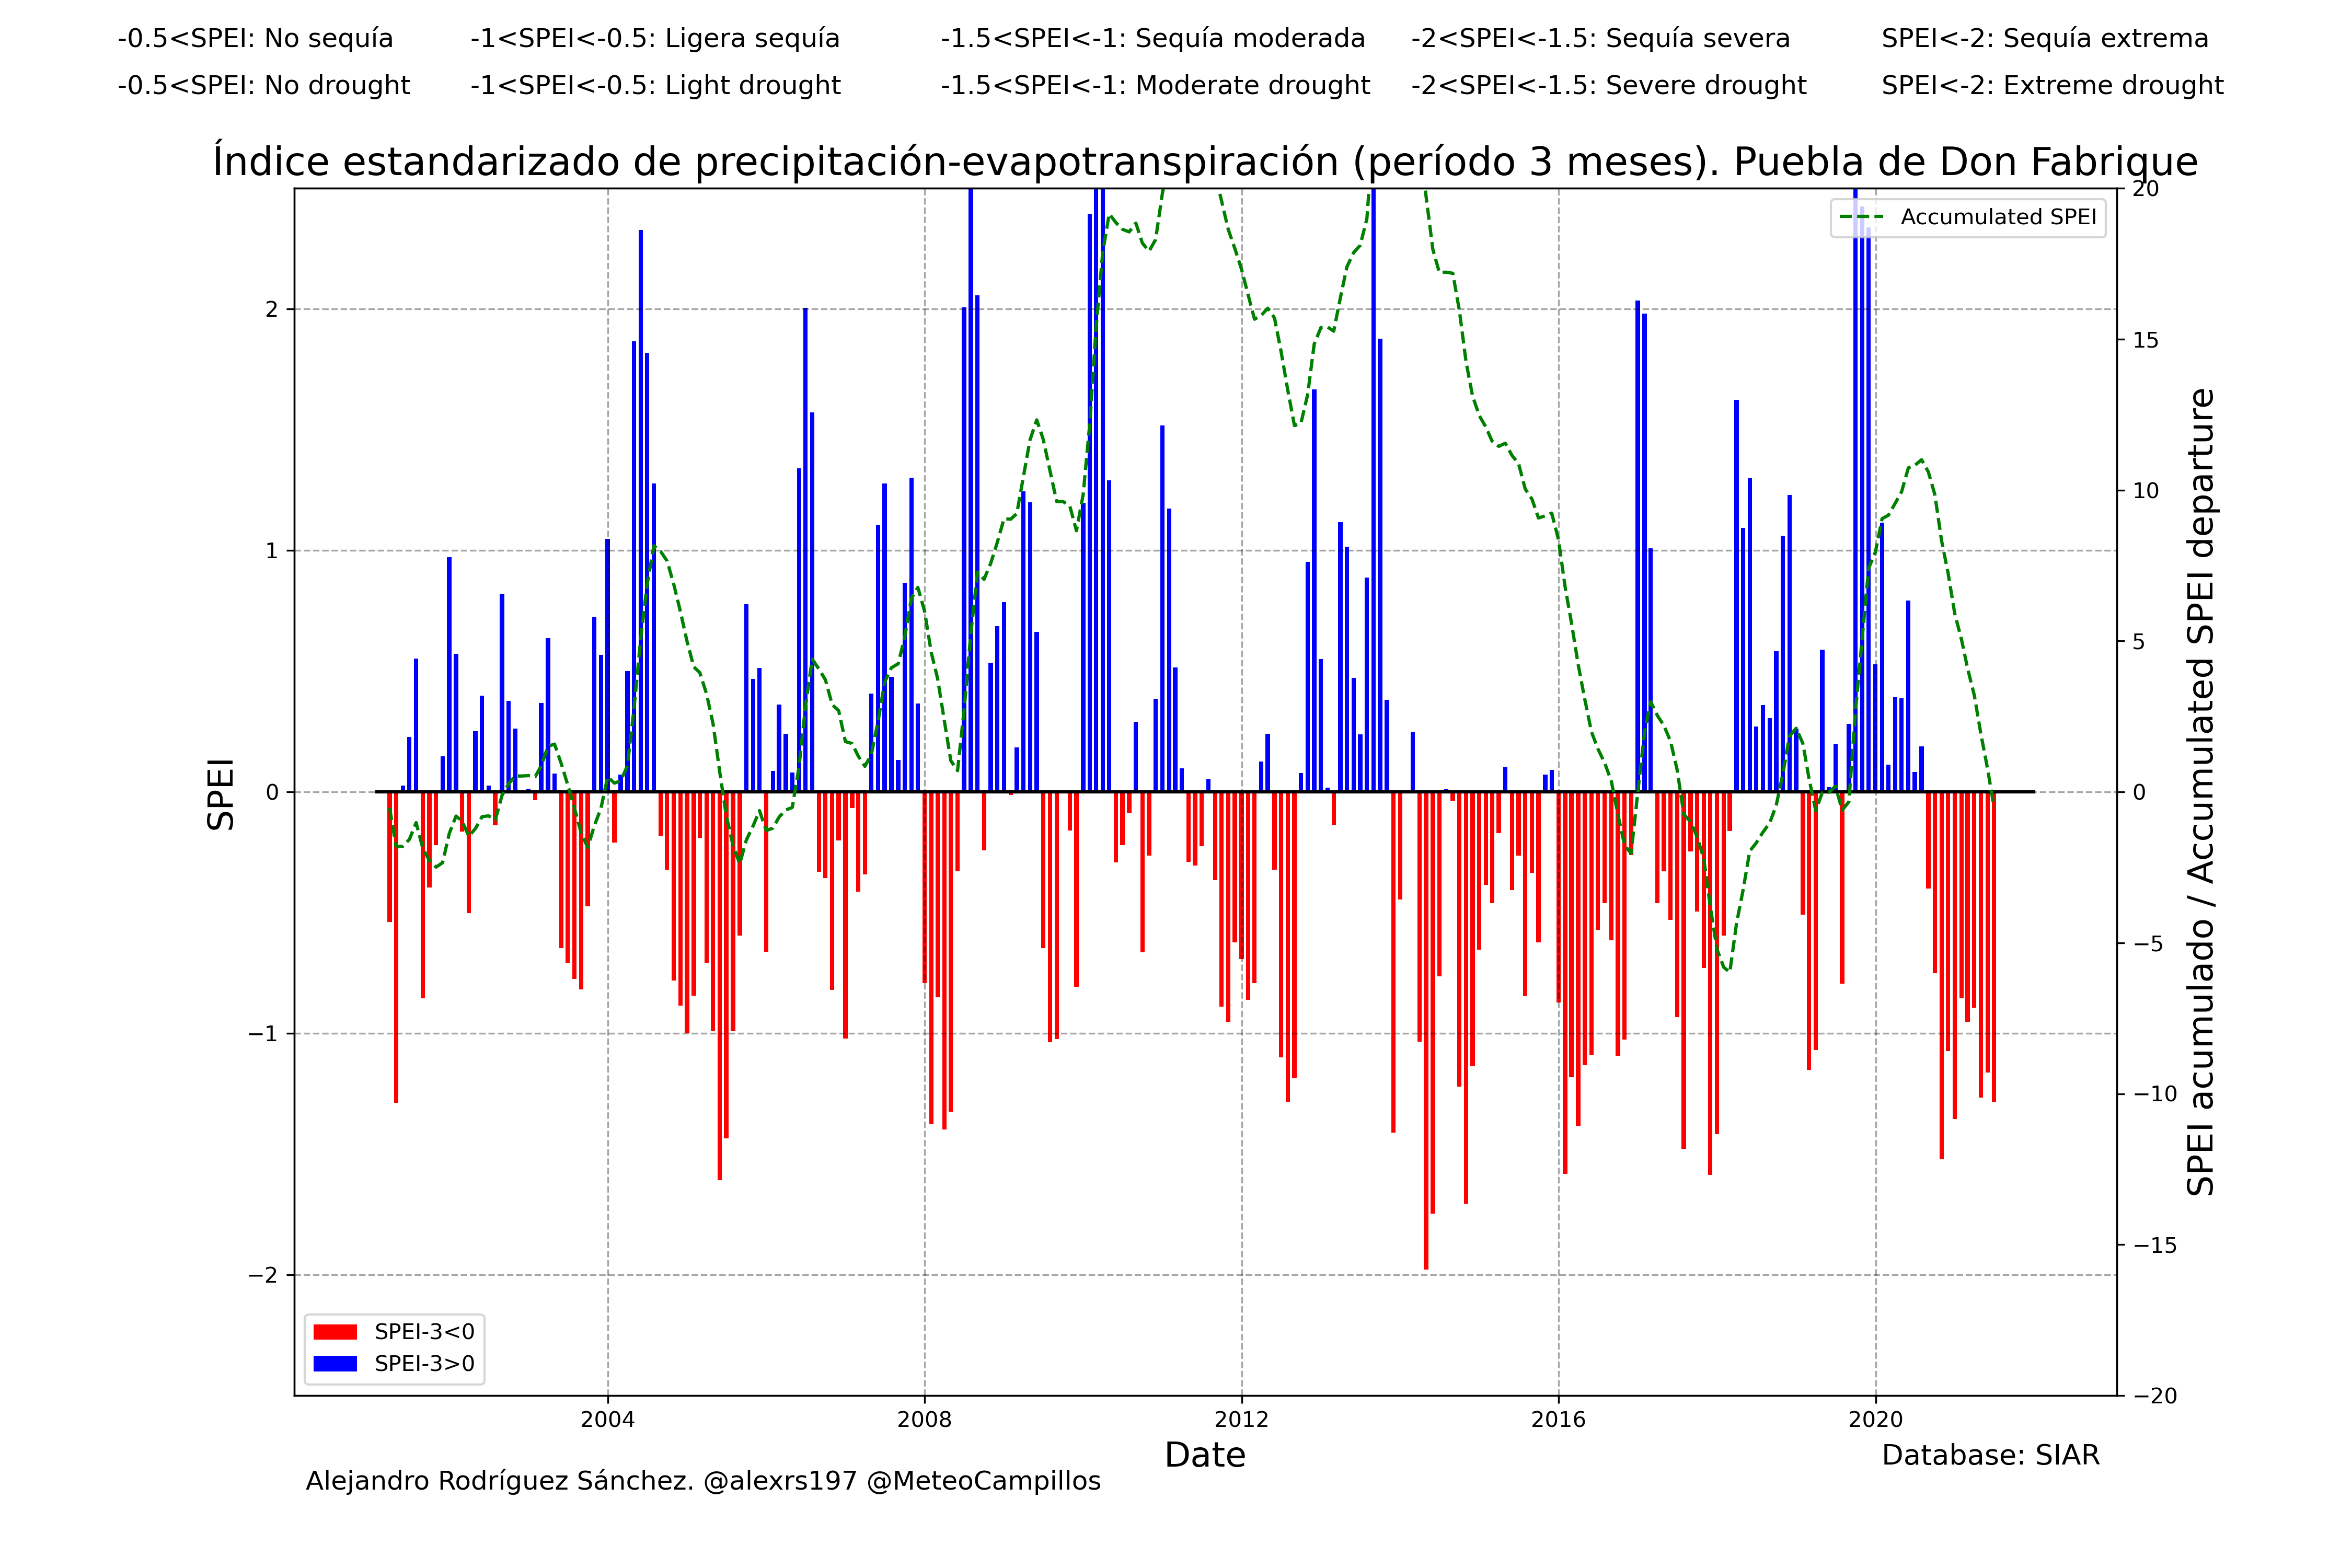 -0.5<SPEI: No sequía -1<SPEI<-0.5: Ligera sequía -1.5<SPEI<-1: Sequía moderada -2<SPEI<-1.5: Sequía severa SPEI<-2: Sequía extrema
-0.5<SPEI: No drought -1<SPEI<-0.5: Light drought -1.5<SPEI<-1: Moderate drought -2<SPEI<-1.5: Severe drought SPEI<-2: Extreme drought
Índice estandarizado de precipitación-evapotranspiración (período 3 meses). Puebla de Don Fabrique
Accumulated SPEI
SPEI
2
1
0
−1
−2
20
15
10
5
0
−5
−10
−15
−20
SPEI acumulado / Accumulated SPEI departure
SPEI-3<0
SPEI-3>0
2004 2008 2012 2016 2020
Date
Database: SIAR
Alejandro Rodríguez Sánchez. @alexrs197 @MeteoCampillos